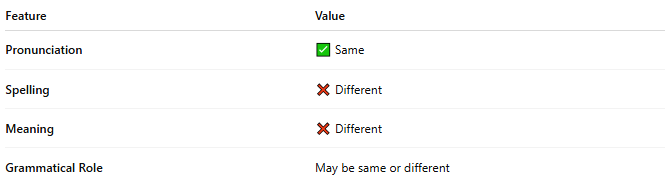 Feature Value
Pronunciation ✅ Same
Spelling ❌ Different
Meaning ❌ Different
Grammatical Role May be same or different